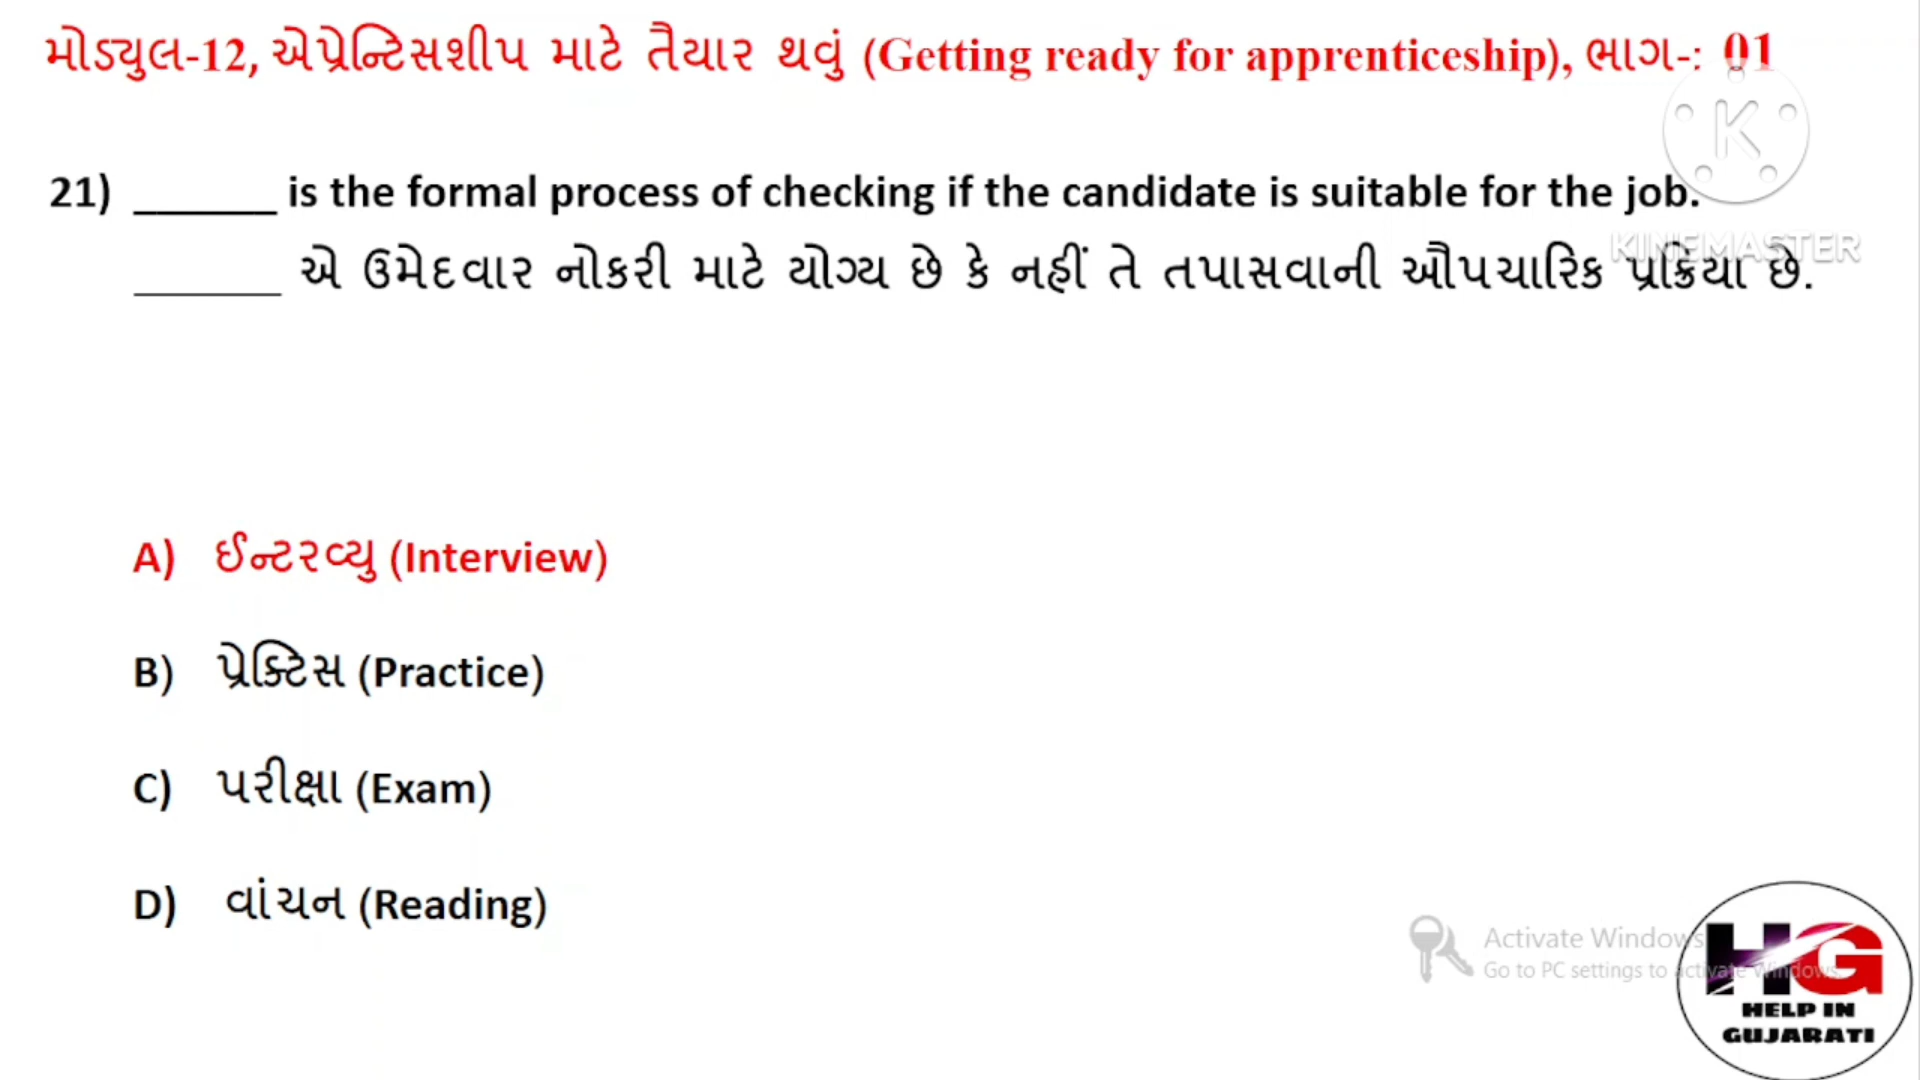 મોડ્યુલ-12, એપ્રેન્ટિસશીપ માટે તૈયાર થવું (Getting ready for apprenticeship), ભાગ-: 01
K
KINEMASTER
21) ______ is the formal process of checking if the candidate is suitable for the job.
______ એ ઉમેદવાર નોકરી માટે યોગ્ય છે કે નહીં તે તપાસવાની ઔપચારિક પ્રક્રિયા છે.
A) ઈન્ટરવ્યુ (Interview)
B) પ્રેક્ટિસ (Practice)
C) પરીક્ષા (Exam)
D) વાંચન (Reading)
Activate Windows
Go to PC settings to activate Windows.
HG
HELP IN
GUJARATI